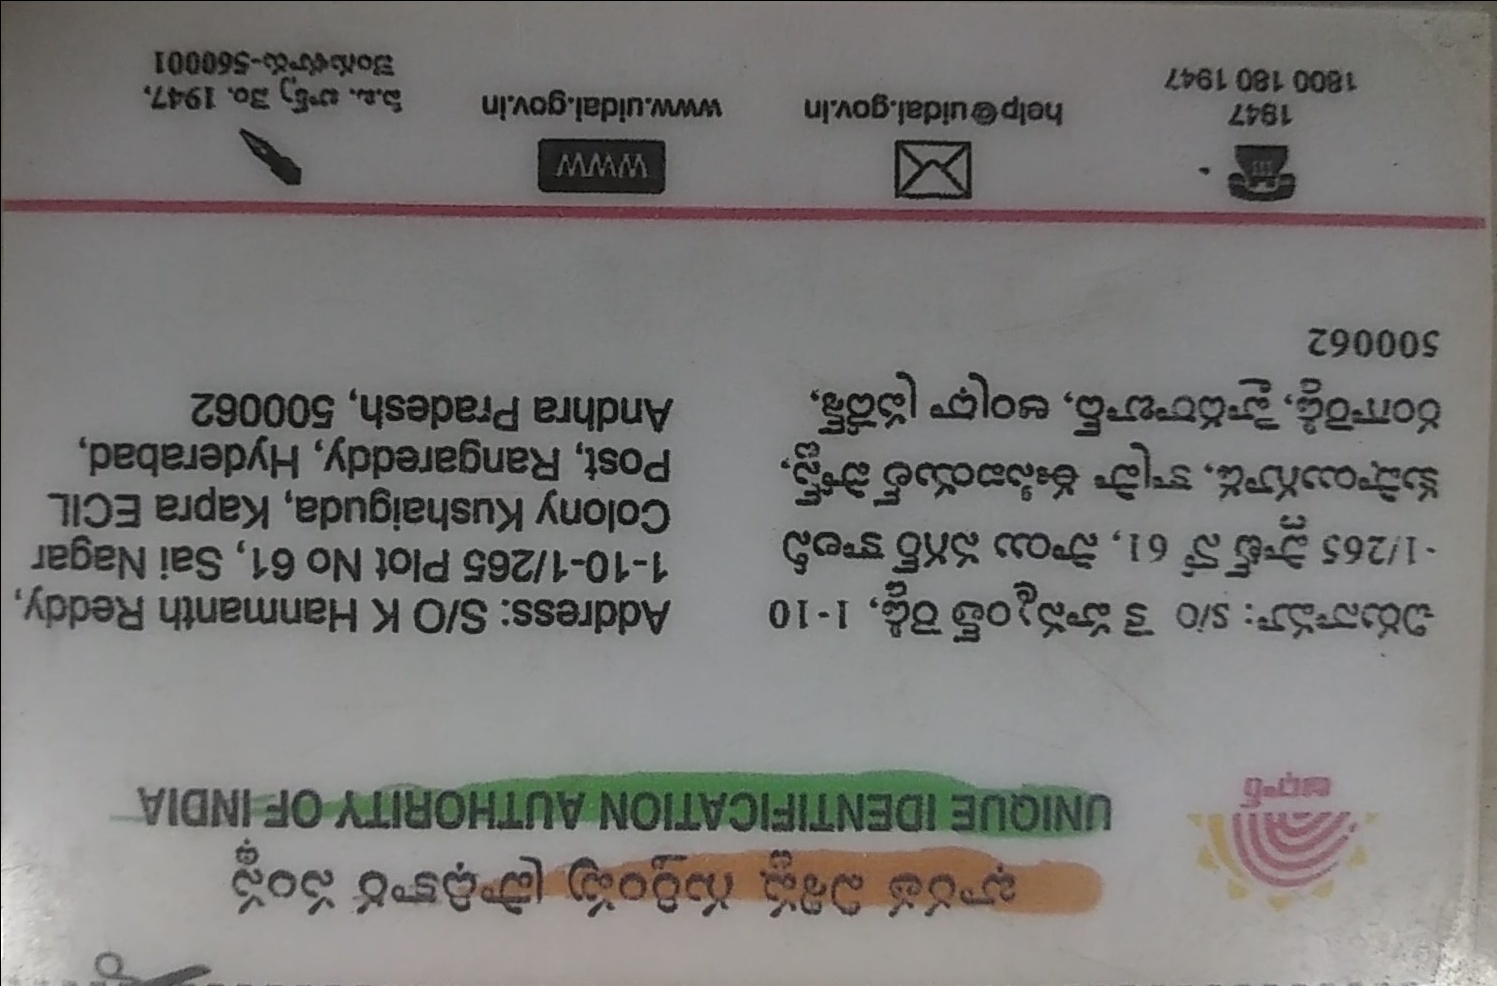 భారత విశిష్ట గుర్తింపు ప్రాధికార సంస్థ
UNIQUE IDENTIFICATION AUTHORITY OF INDIA
ఆధార్
చిరునామా: S/O కె హన్మంత్ రెడ్డి, 1-10
-1/265 ప్లాట్ నో 61, సాయి నగర్ కాలనీ
కుషాయిగూడ, కాప్రా ఈసిఐయల్ పోస్ట్,
రంగారెడ్డి, హైదరాబాద్, ఆంధ్రా ప్రదేశ్,
500062
Address: S/O K Hanmanth Reddy,
1-10-1/265 Plot No 61, Sai Nagar
Colony Kushaiguda, Kapra ECIL
Post, Rangareddy, Hyderabad,
Andhra Pradesh, 500062
1947
1800 180 1947
help@uidai.gov.in
WWW
www.uidai.gov.in
పి.బి. బాక్స్ నెం. 1947,
బెంగుళూరు-560001